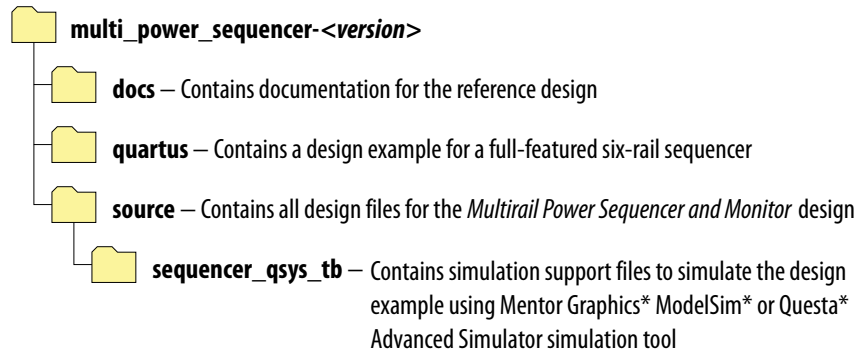 multi_power_sequencer-<version>
docs – Contains documentation for the reference design
quartus – Contains a design example for a full-featured six-rail sequencer
source – Contains all design files for the Multirail Power Sequencer and Monitor design
sequencer_qsys_tb – Contains simulation support files to simulate the design
example using Mentor Graphics* ModelSim* or Questa*
Advanced Simulator simulation tool